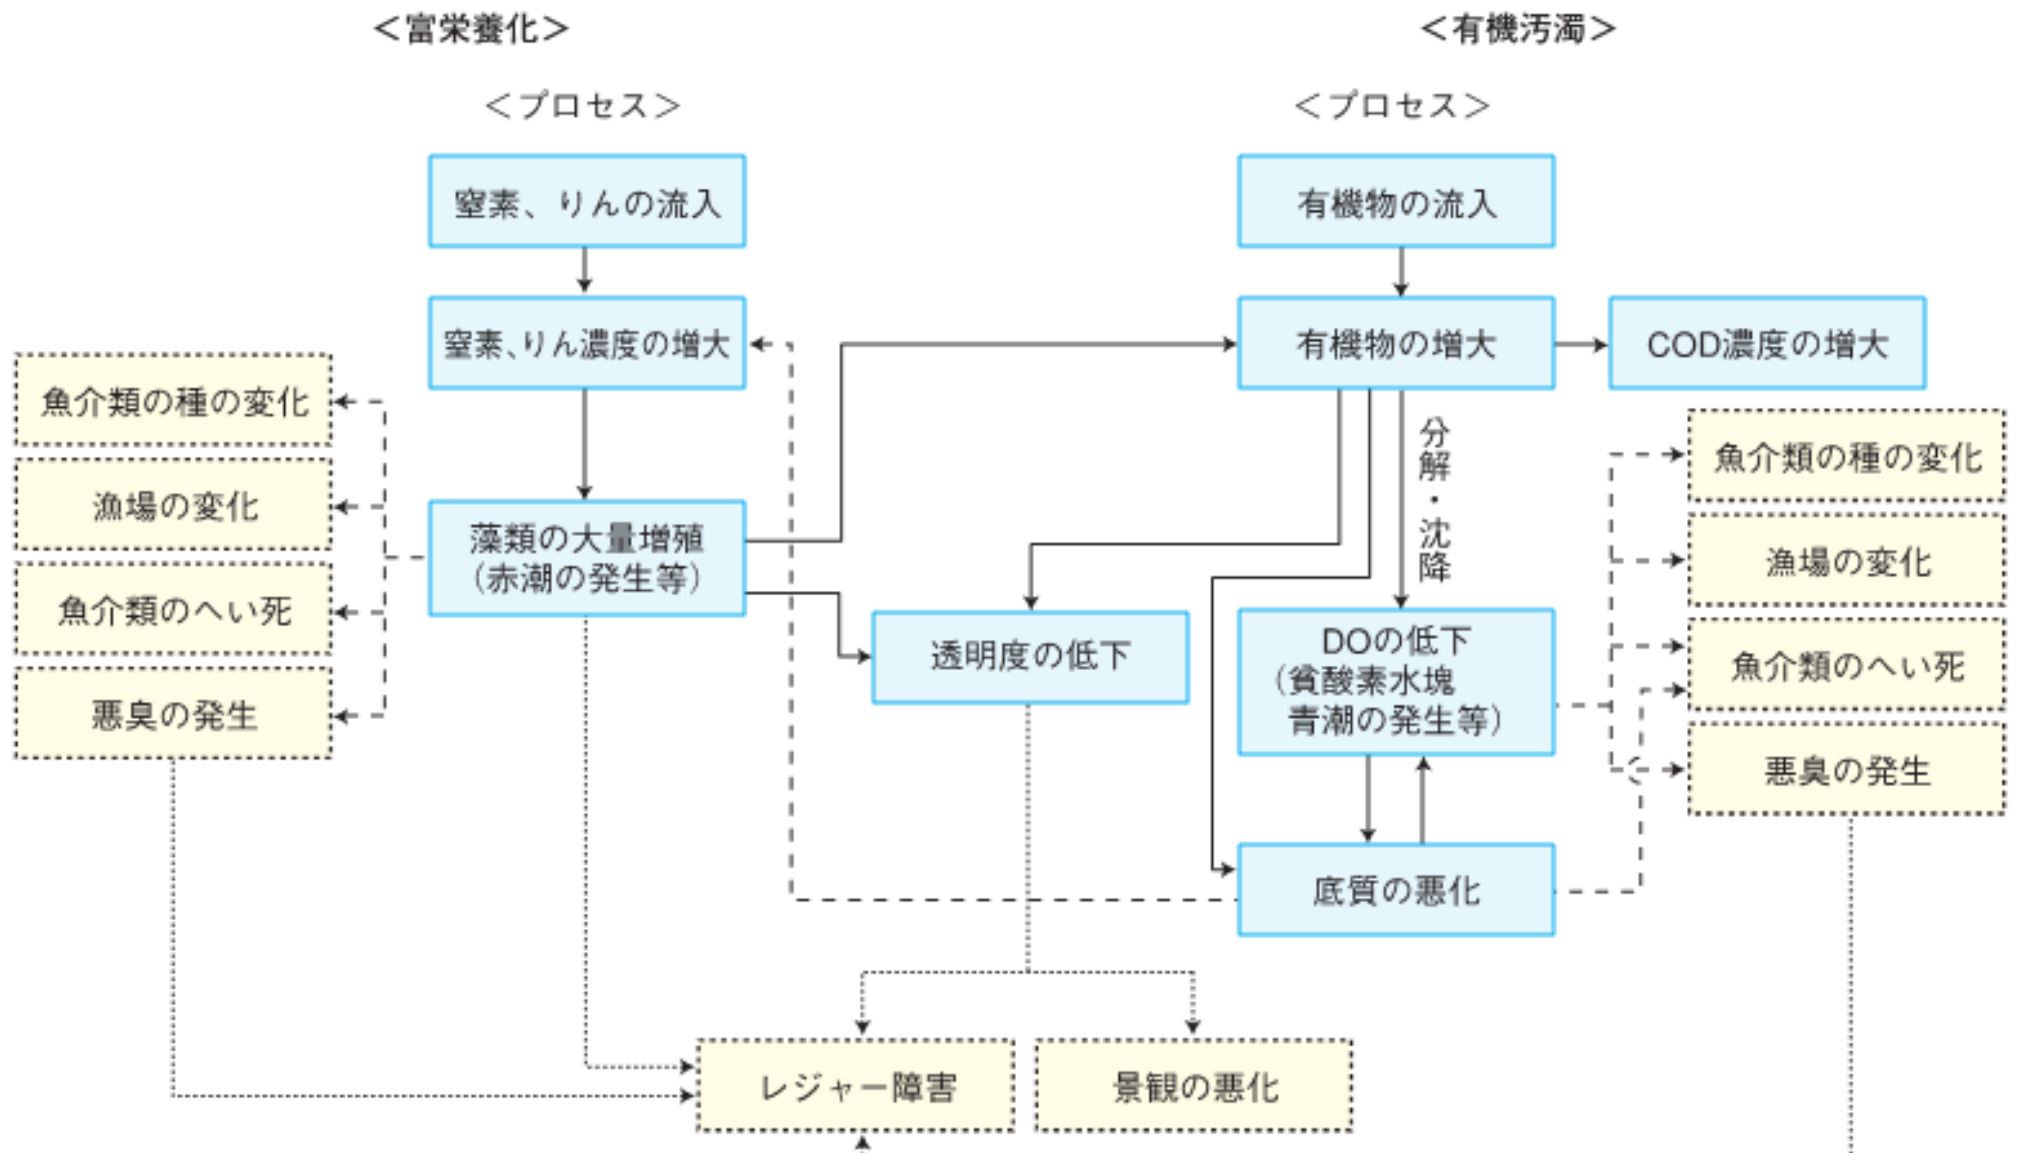 ＜富栄養化＞
＜有機汚濁＞
＜プロセス＞
＜プロセス＞
窒素、りんの流入
有機物の流入
窒素、りん濃度の増大
有機物の増大
COD濃度の増大
魚介類の種の変化
漁場の変化
魚介類のへい死
悪臭の発生
藻類の大量増殖
（赤潮の発生等）
透明度の低下
分解・沈降
DOの低下
（貧酸素水塊
青潮の発生等）
魚介類の種の変化
漁場の変化
魚介類のへい死
悪臭の発生
底質の悪化
レジャー障害
景観の悪化